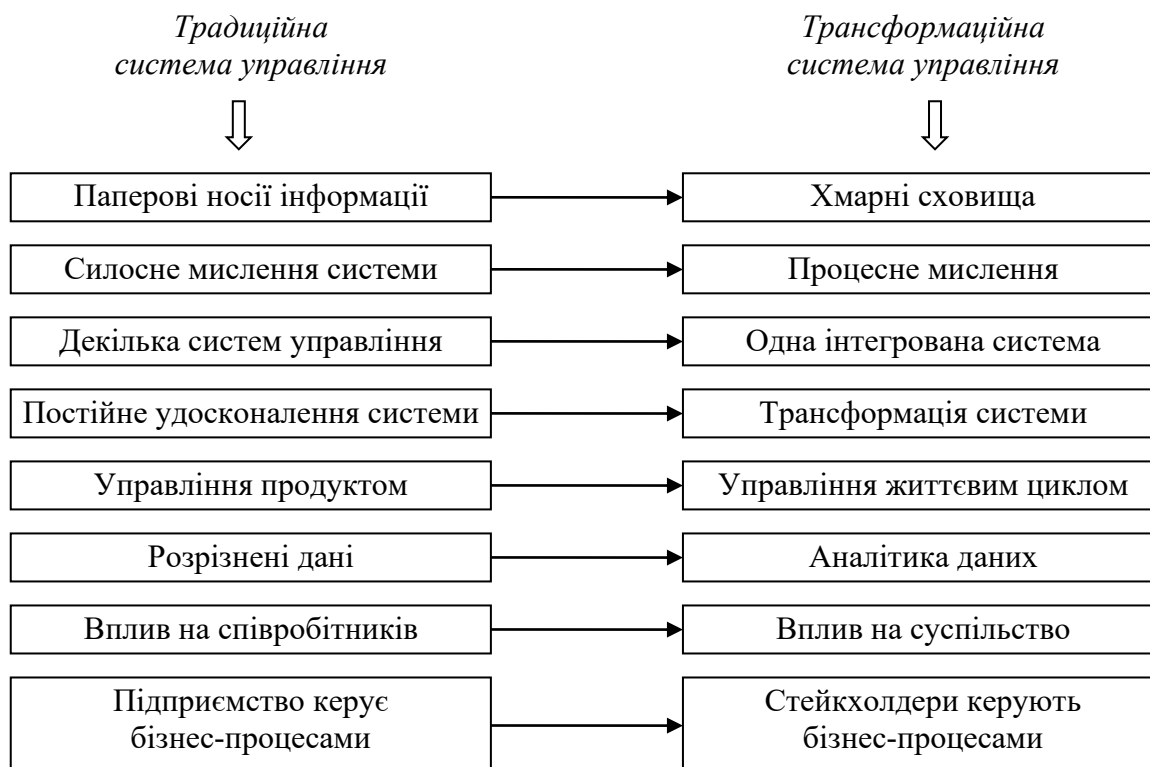 Традиційна
система управління
Трансформаційна
система управління
Паперові носії інформації
Хмарні сховища
Силосне мислення системи
Процесне мислення
Декілька систем управління
Одна інтегрована система
Постійне удосконалення системи
Трансформація системи
Управління продуктом
Управління життєвим циклом
Розрізнені дані
Аналітика даних
Вплив на співробітників
Вплив на суспільство
Підприємство керує
бізнес-процесами
Стейкхолдери керують
бізнес-процесами